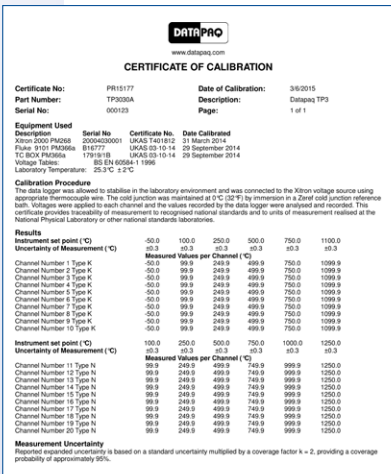 DATAPAQ
www.datapaq.com
CERTIFICATE OF CALIBRATION
Certificate No: PR15177 Date of Calibration: 3/6/2015
Part Number: TP3030A Description: Datapaq TP3
Serial No: 000123 Page: 1 of 1
Equipment Used
Description Serial No Certificate No. Date Calibrated
Xitron 2000 PM268 20004030001 UKAS T401812 31 March 2014
Fluke 9101 PM366a B16777 UKAS 03-10-14 29 September 2014
TC BOX PM366a 17919/1B UKAS 03-10-14 29 September 2014
Voltage Tables: BS EN 60584-1 1996
Laboratory Temperature: 25.3°C ±2°C
Calibration Procedure
The data logger was allowed to stabilise in the laboratory environment and was connected to the Xitron voltage source using
appropriate thermocouple wire. The cold junction was maintained at 0°C (32°F) by immersion in a Zeref cold junction reference
bath. Voltages were applied to each channel and the values recorded by the data logger were analysed and recorded. This
certificate provides traceability of measurement to recognised national standards and to units of measurement realised at the
National Physical Laboratory or other national standards laboratories.
Results
Instrument set point (°C) -50.0 100.0 250.0 500.0 750.0 1100.0
Uncertainty of Measurement (°C) ±0.3 ±0.3 ±0.3 ±0.3 ±0.3 ±0.3
Measured Values per Channel (°C)
Channel Number 1 Type K -50.0 99.9 249.9 499.9 750.0 1099.9
Channel Number 2 Type K -50.0 99.9 249.9 499.9 750.0 1099.9
Channel Number 3 Type K -50.0 99.9 249.9 499.9 750.0 1099.9
Channel Number 4 Type K -50.0 99.9 249.9 499.9 750.0 1099.9
Channel Number 5 Type K -50.0 99.9 249.9 499.9 750.0 1099.9
Channel Number 6 Type K -50.0 99.9 249.9 499.9 750.0 1099.9
Channel Number 7 Type K -50.0 99.9 249.9 499.9 750.0 1099.9
Channel Number 8 Type K -50.0 99.9 249.9 499.9 750.0 1099.9
Channel Number 9 Type K -50.0 99.9 249.9 499.9 750.0 1099.9
Channel Number 10 Type K -50.0 99.9 249.9 499.9 750.0 1099.9
Instrument set point (°C) 100.0 250.0 500.0 750.0 1000.0 1250.0
Uncertainty of Measurement (°C) ±0.3 ±0.3 ±0.3 ±0.3 ±0.3 ±0.3
Measured Values per Channel (°C)
Channel Number 11 Type N 99.9 249.9 499.9 749.9 999.9 1250.0
Channel Number 12 Type N 99.9 249.9 499.9 749.9 999.9 1250.0
Channel Number 13 Type N 99.9 249.9 499.9 749.9 999.9 1250.0
Channel Number 14 Type N 99.9 249.9 499.9 749.9 999.9 1250.0
Channel Number 15 Type N 99.9 249.9 499.9 749.9 999.9 1250.0
Channel Number 16 Type N 99.9 249.9 499.9 749.9 999.9 1250.0
Channel Number 17 Type N 99.9 249.9 499.9 749.9 999.9 1250.0
Channel Number 18 Type N 99.9 249.9 499.9 749.9 999.9 1250.0
Channel Number 19 Type N 99.9 249.9 499.9 749.9 999.9 1250.0
Channel Number 20 Type N 99.9 249.9 499.9 749.9 999.9 1250.0
Measurement Uncertainty
Reported expanded uncertainty is based on a standard uncertainty multiplied by a coverage factor k = 2, providing a coverage
probability of approximately 95%.